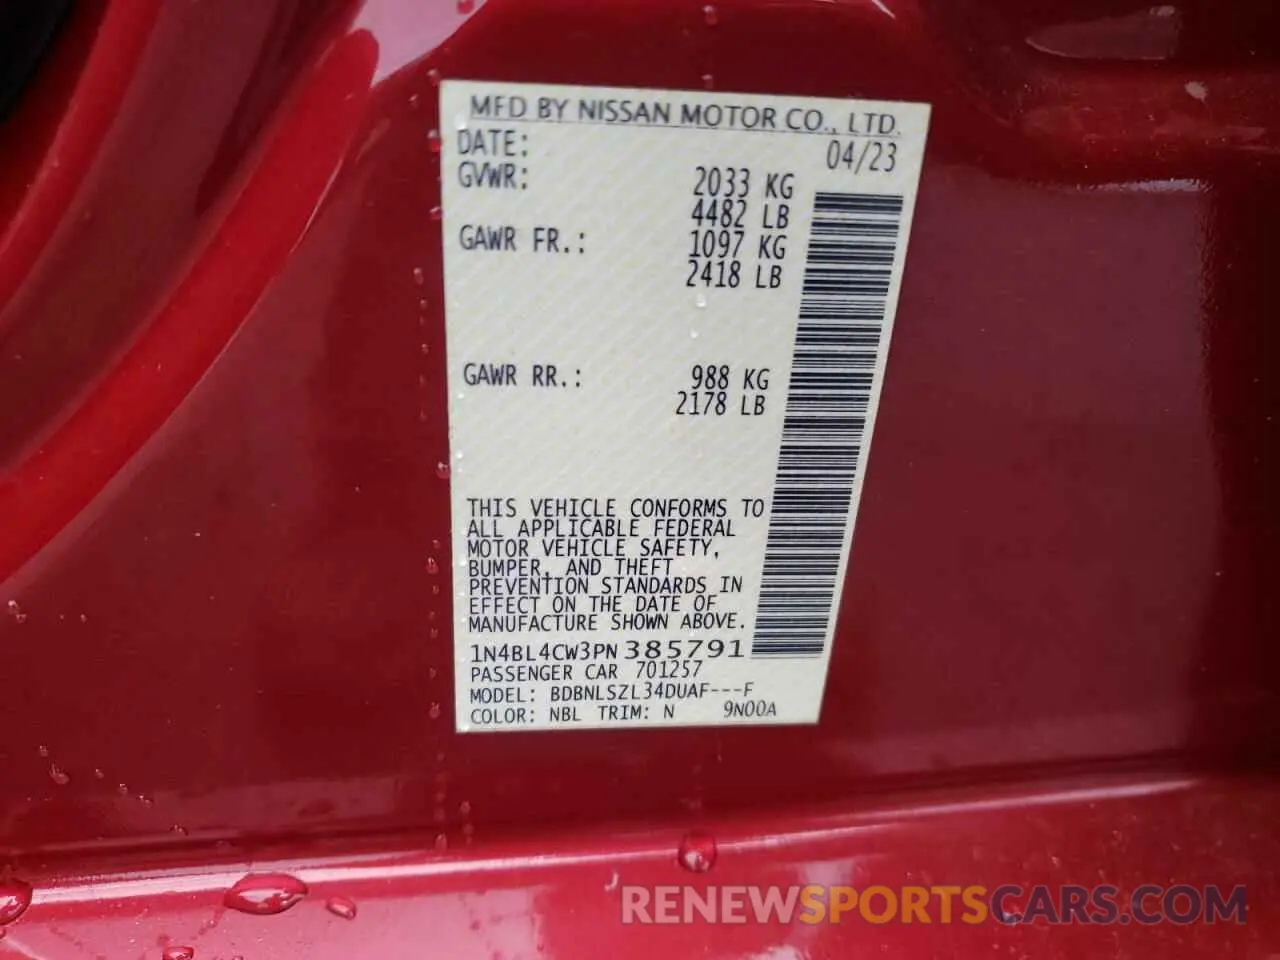 MFD BY NISSAN MOTOR CO., LTD.
DATE: 04/23
GVWR: 2033 KG
4482 LB
GAWR FR.: 1097 KG
2418 LB
GAWR RR.: 988 KG
2178 LB
THIS VEHICLE CONFORMS TO
ALL APPLICABLE FEDERAL
MOTOR VEHICLE SAFETY,
BUMPER, AND THEFT
PREVENTION STANDARDS IN
EFFECT ON THE DATE OF
MANUFACTURE SHOWN ABOVE.
1N4BL4CW3PN385791
PASSENGER CAR 701257
MODEL: BDBNLSZL34DUAF---F
COLOR: NBL TRIM: N 9N00A
RENEWSPORTSCARS.COM